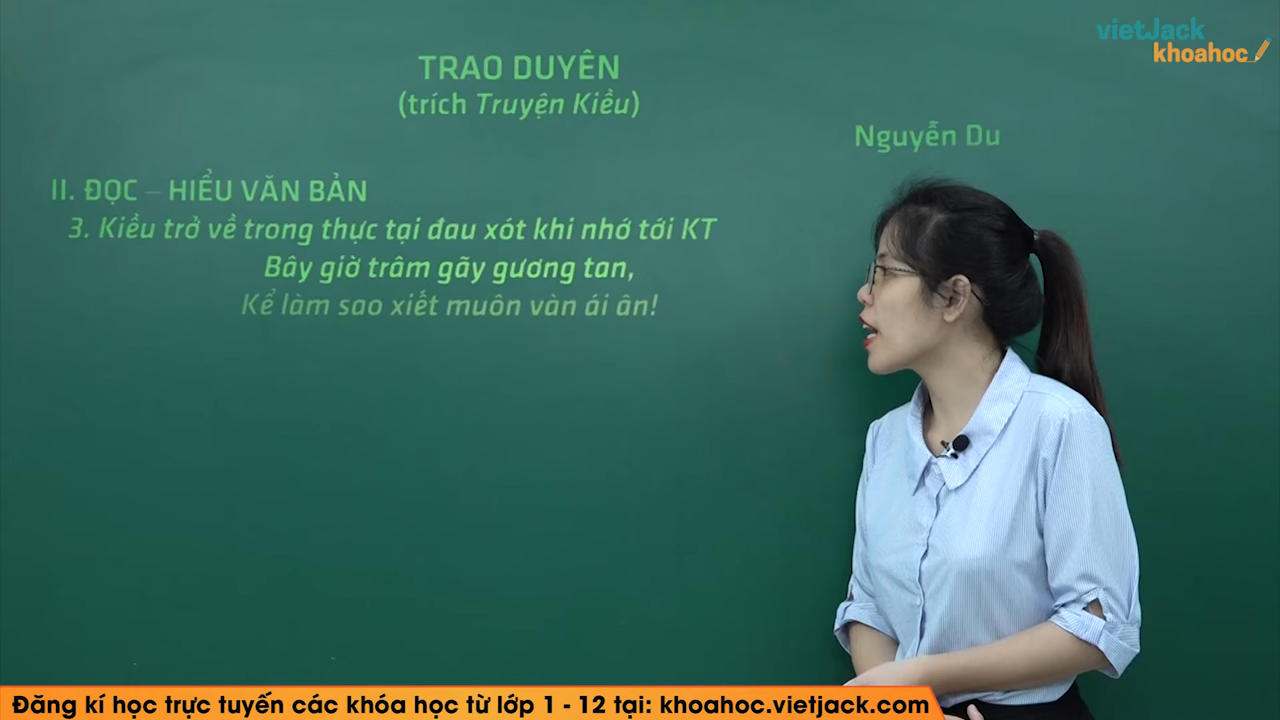 vietJack
khoahoc
TRAO DUYÊN
(trích Truyện Kiều)
Nguyễn Du
II. ĐỌC – HIỂU VĂN BẢN
3. Kiều trở về trong thực tại đau xót khi nhớ tới KT
Bây giờ trâm gãy gương tan,
Kể làm sao xiết muôn vàn ái ân!
Đăng kí học trực tuyến các khóa học từ lớp 1 - 12 tại: khoahoc.vietjack.com